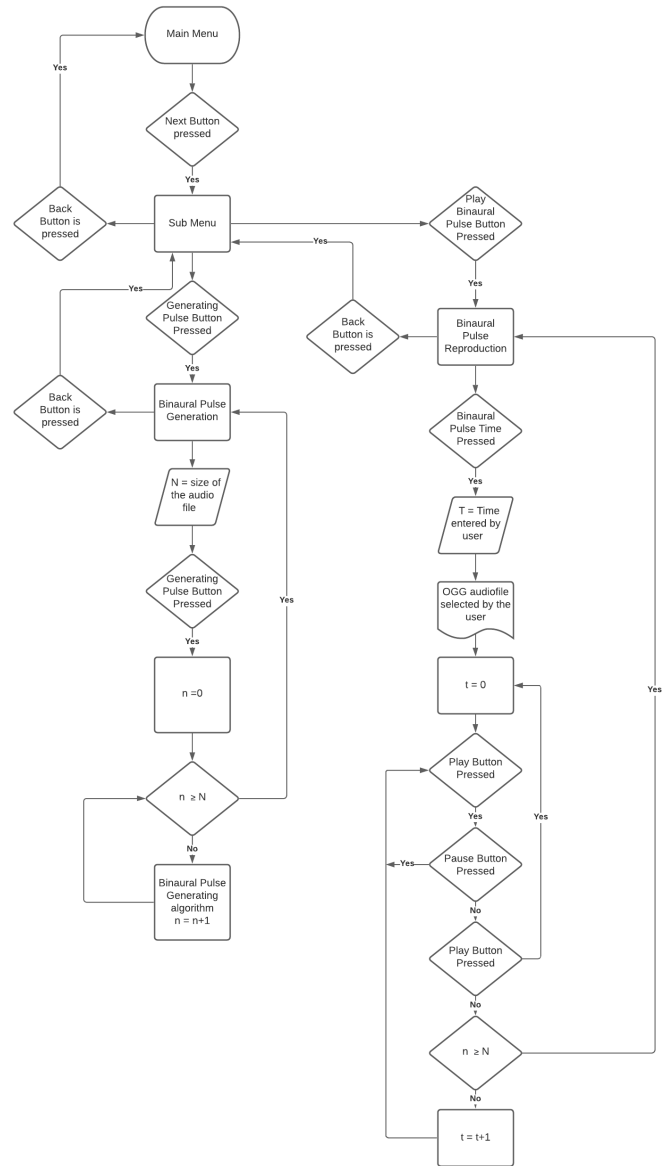 Main Menu
Yes
Next Button
pressed
Yes
Back
Button is
pressed
Sub Menu
Play
Binaural
Pulse Button
Pressed
Yes
Yes
Yes
Generating
Pulse Button
Pressed
Back
Button is
pressed
Binaural
Pulse
Reproduction
Yes
Back
Button is
pressed
Binaural Pulse
Generation
Binaural
Pulse Time
Pressed
Yes
N = size of
the audio
file
T = Time
entered by
user
Generating
Pulse Button
Pressed
Yes
OGG audiofile
selected by the
user
Yes
n =0
t = 0
Yes
n ≥ N
No
Play Button
Pressed
Yes
Yes
Binaural Pulse
Generating
algorithm
n = n+1
Pause Button
Pressed
Yes
No
Play Button
Pressed
No
n ≥ N
No
t = t+1